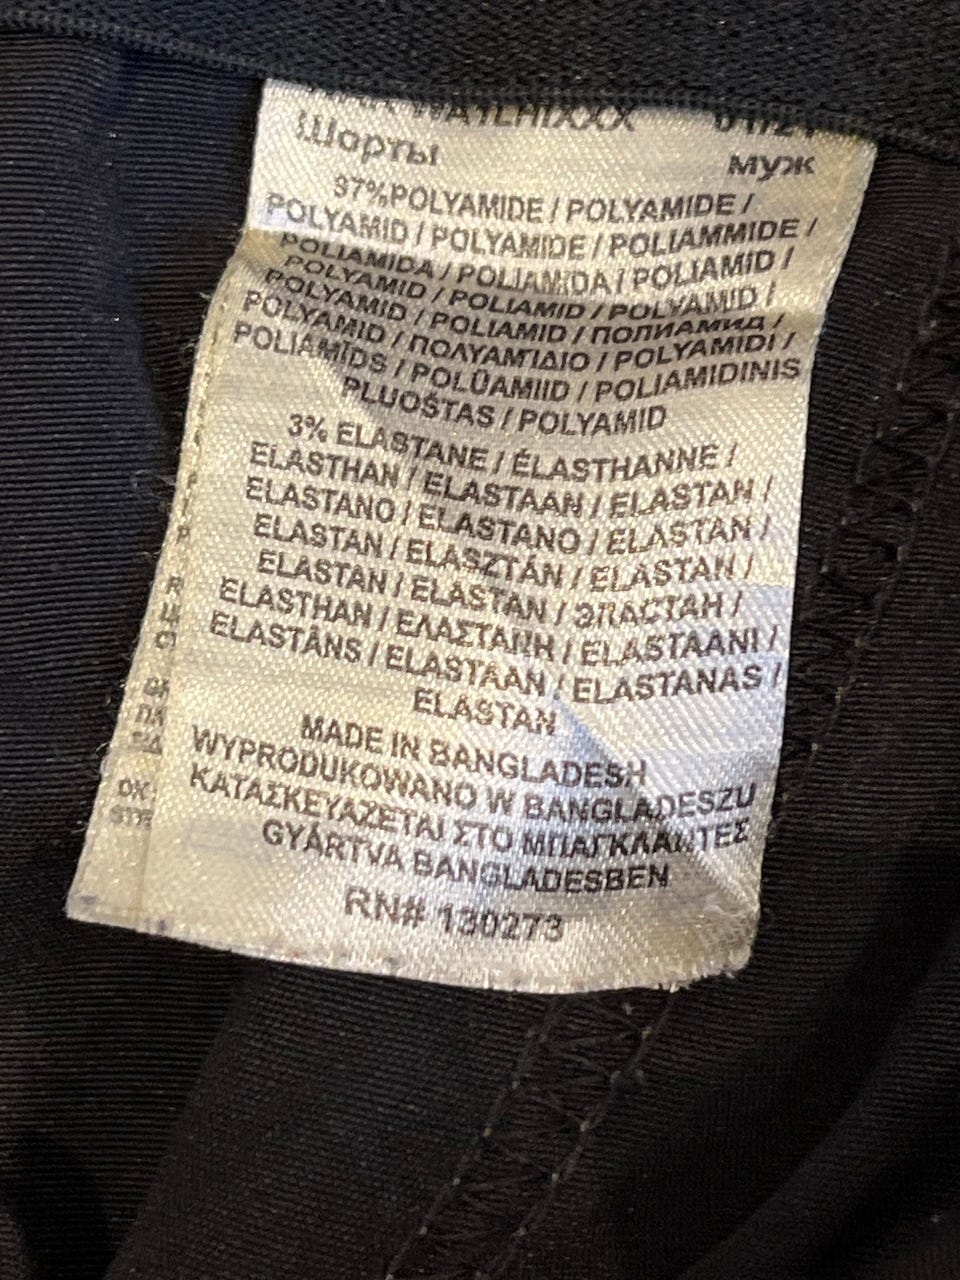 WATCHXXX
Шорты муж
97%POLYAMIDE / POLYAMIDE /
POLYAMID / POLYAMIDE / POLIAMMIDE /
POLIAMIDA / POLIAMIDA / POLIAMID /
POLYAMID / POLIAMID / POLYAMID /
POLYAMID / POLIAMID / ПОЛИАМИД /
POLYAMID / ΠΟΛΥΑΜΊΔΙΟ / POLYAMIDI /
POLIAMĪDS / POLÜAMIID / POLIAMIDINIS
PLUOŠTAS / POLYAMID
3% ELASTANE / ÉLASTHANNE /
ELASTHAN / ELASTAAN / ELASTAN /
ELASTANO / ELASTANO / ELASTAN /
ELASTAN / ELASZTÁN / ELASTAN /
ELASTAN / ELASTAN / ЭЛАСТАН /
ELASTHAN / ΕΛΑΣΤΑΝΗ / ELASTAANI /
ELASTĀNS / ELASTAAN / ELASTANAS /
ELASTAN
MADE IN BANGLADESH
WYPRODUKOWANO W BANGLADESZU
ΚΑΤΑΣΚΕΥΑΖΕΤΑΙ ΣΤΟ ΜΠΑΓΚΛΑΝΤΕΣ
GYÁRTVA BANGLADESBEN
RN# 130273